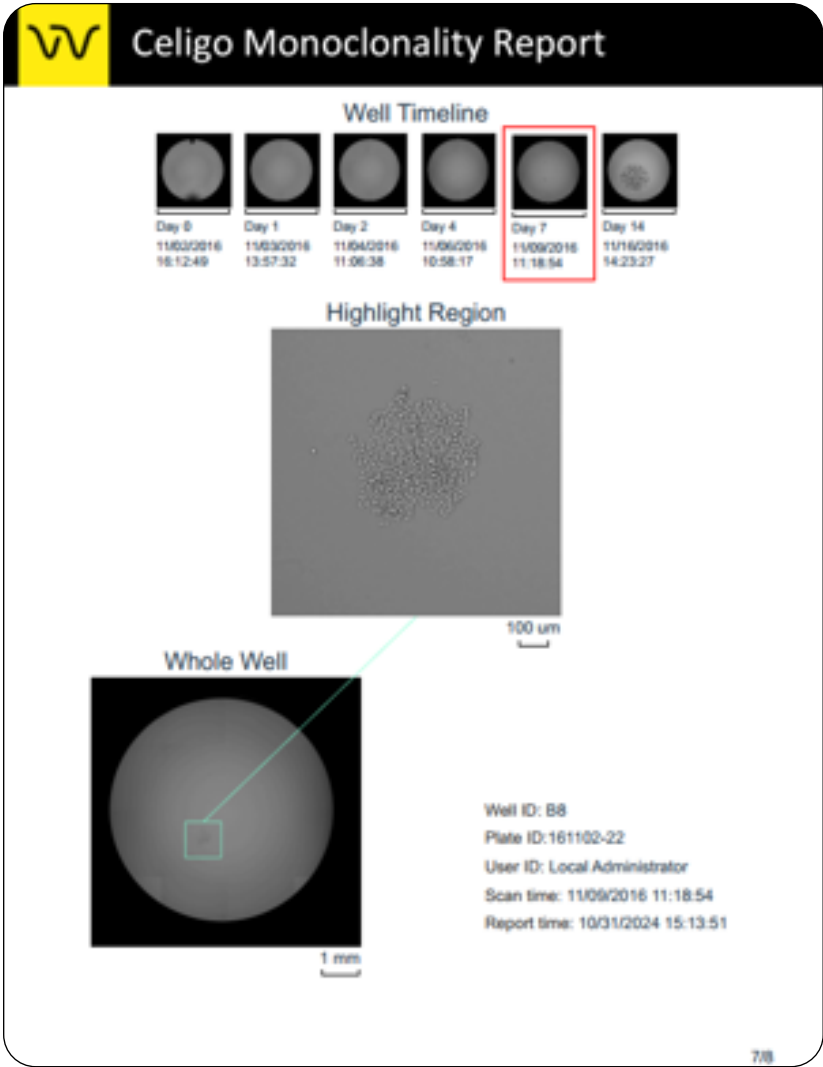 Celigo Monoclonality Report
Well Timeline
Day 0
11/02/2016
16:12:49
Day 1
11/03/2016
13:57:32
Day 2
11/04/2016
11:06:38
Day 4
11/06/2016
10:58:17
Day 7
11/09/2016
11:18:54
Day 14
11/16/2016
14:23:27
Highlight Region
100 um
Whole Well
1 mm
Well ID: B8
Plate ID:161102-22
User ID: Local Administrator
Scan time: 11/09/2016 11:18:54
Report time: 10/31/2024 15:13:51
7/8